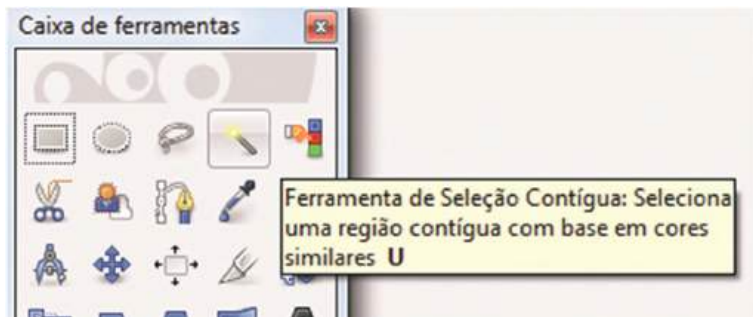 Caixa de ferramentas
Ferramenta de Seleção Contígua: Seleciona
uma região contígua com base em cores
similares U